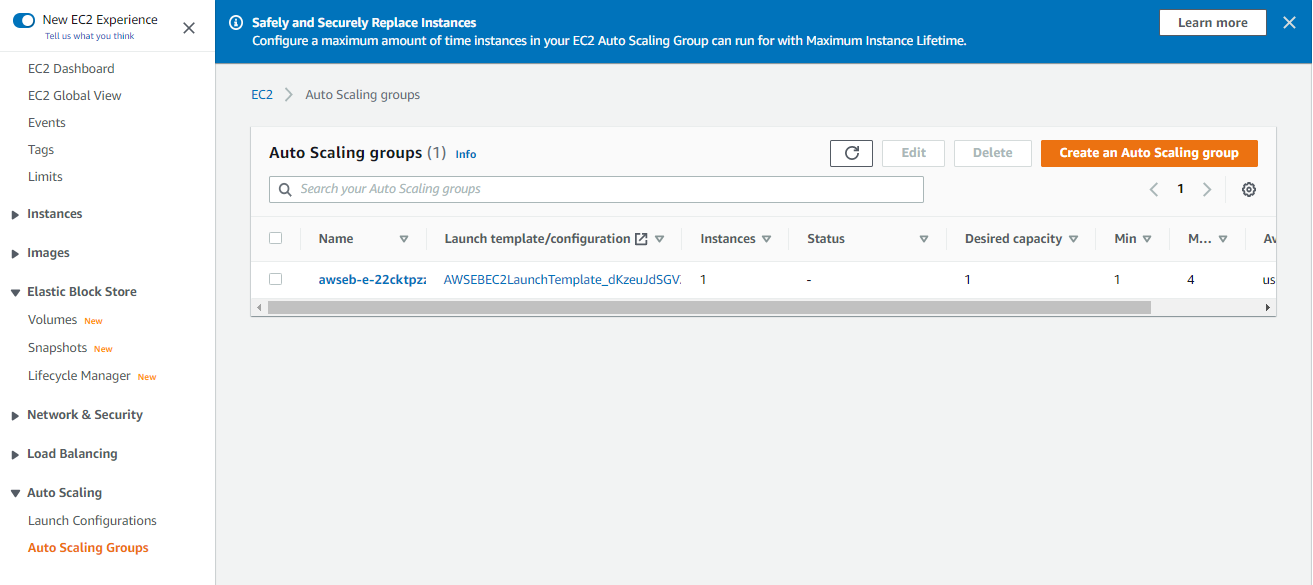 New EC2 Experience
Tell us what you think
EC2 Dashboard
EC2 Global View
Events
Tags
Limits
Instances
Images
Elastic Block Store
Volumes New
Snapshots New
Lifecycle Manager New
Network & Security
Load Balancing
Auto Scaling
Launch Configurations
Auto Scaling Groups
Safely and Securely Replace Instances
Configure a maximum amount of time instances in your EC2 Auto Scaling Group can run for with Maximum Instance Lifetime.
Learn more
EC2 Auto Scaling groups
Auto Scaling groups (1) Info
Edit Delete Create an Auto Scaling group
Search your Auto Scaling groups
1
Name Launch template/configuration Instances Status Desired capacity Min M... Av
awseb-e-22cktpz AWSEBEC2LaunchTemplate_dKzeuJdSGV 1 - 1 1 4 us